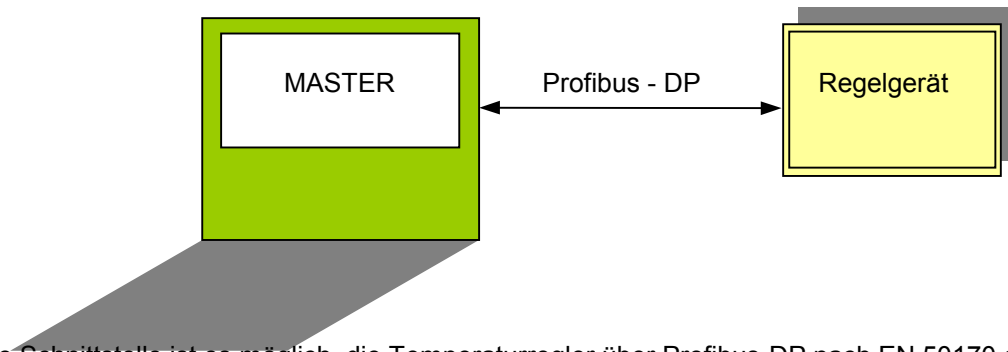 MASTER Profibus - DP Regelgerät
Schnittstelle ist es möglich, die Temperaturregler über Profibus-DP nach EN 50170